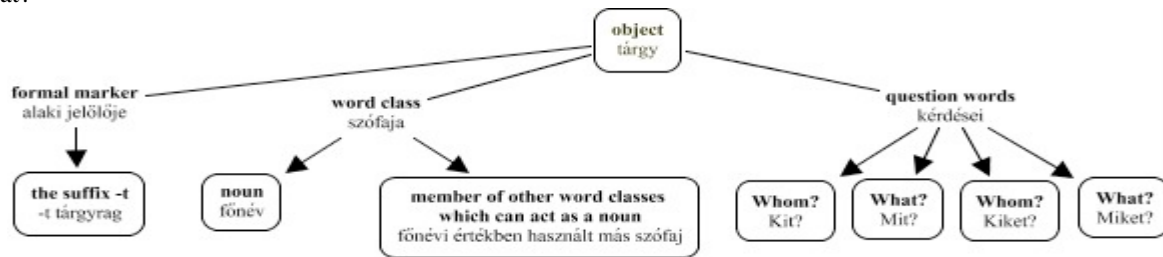 object
tárgy
formal marker
alaki jelölője
word class
szófaja
question words
kérdései
the suffix -t
-t tárgyrag
noun
főnév
member of other word classes
which can act as a noun
főnévi értékben használt más szófaj
Whom?
Kit?
What?
Mit?
Whom?
Kiket?
What?
Miket?